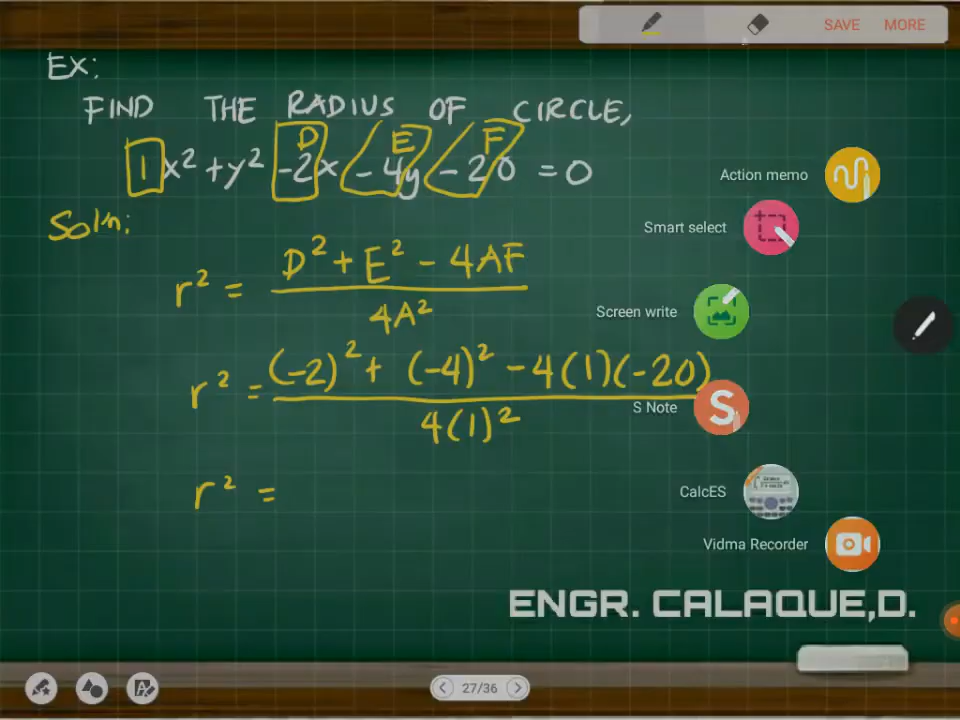 SAVE MORE
EX:
FIND THE RADIUS OF CIRCLE,
D E F
1x² + y² -2x - 4y - 20 = 0
Action memo
Sol'n:
Smart select
r² = D² + E² - 4AF / 4A²
Screen write
r² = (-2)² + (-4)² - 4(1)(-20) / 4(1)²
S Note
S
r² =
CalcES
Vidma Recorder
ENGR. CALAQUE,D.
27/36